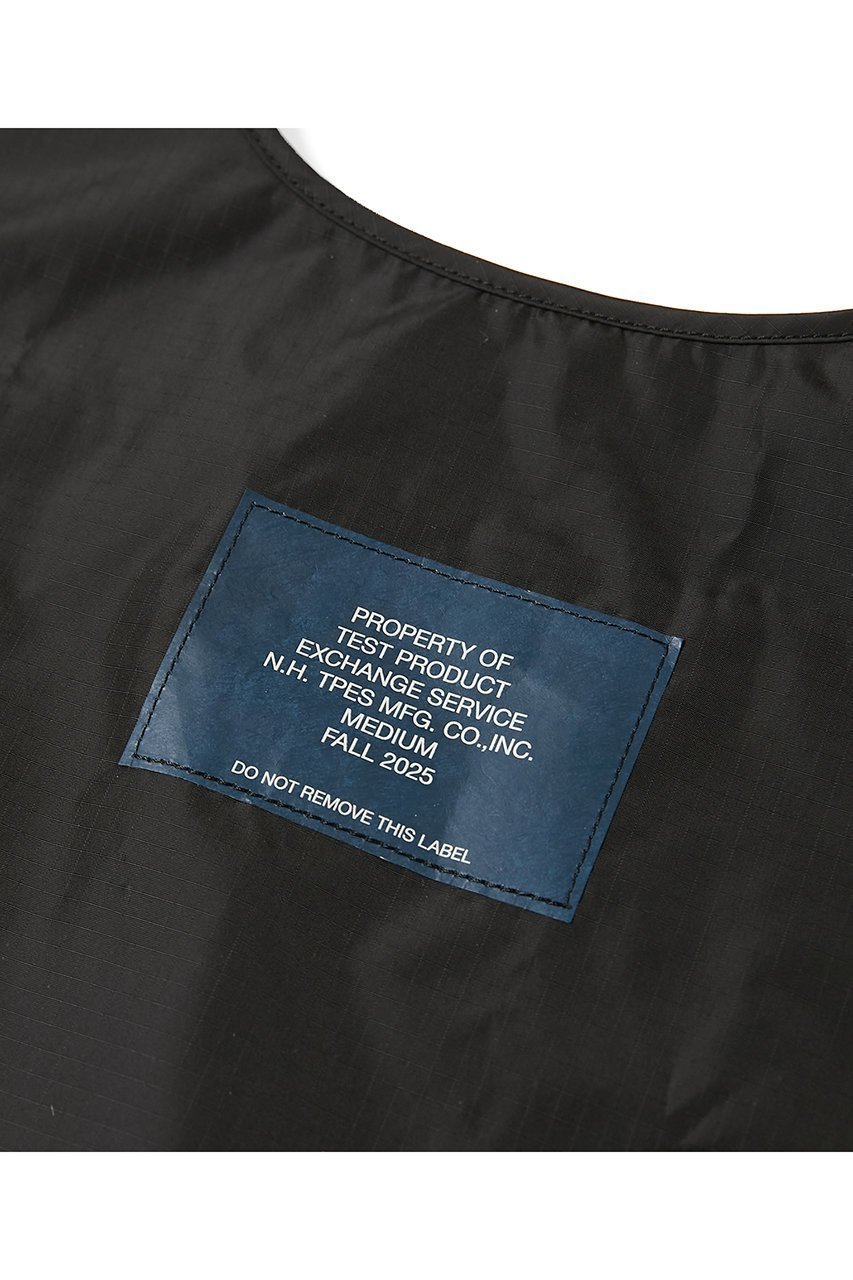 PROPERTY OF
TEST PRODUCT
EXCHANGE SERVICE
N.H. TPES MFG. CO.,INC.
MEDIUM
FALL 2025
DO NOT REMOVE THIS LABEL